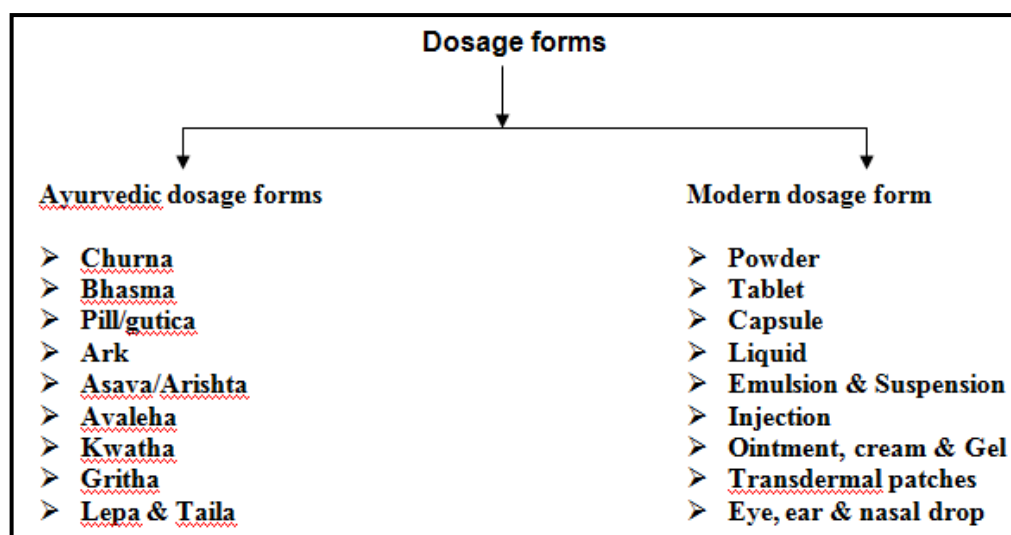 Dosage forms
Ayurvedic dosage forms
Churna
Bhasma
Pill/gutica
Ark
Asava/Arishta
Avaleha
Kwatha
Gritha
Lepa & Taila
Modern dosage form
Powder
Tablet
Capsule
Liquid
Emulsion & Suspension
Injection
Ointment, cream & Gel
Transdermal patches
Eye, ear & nasal drop